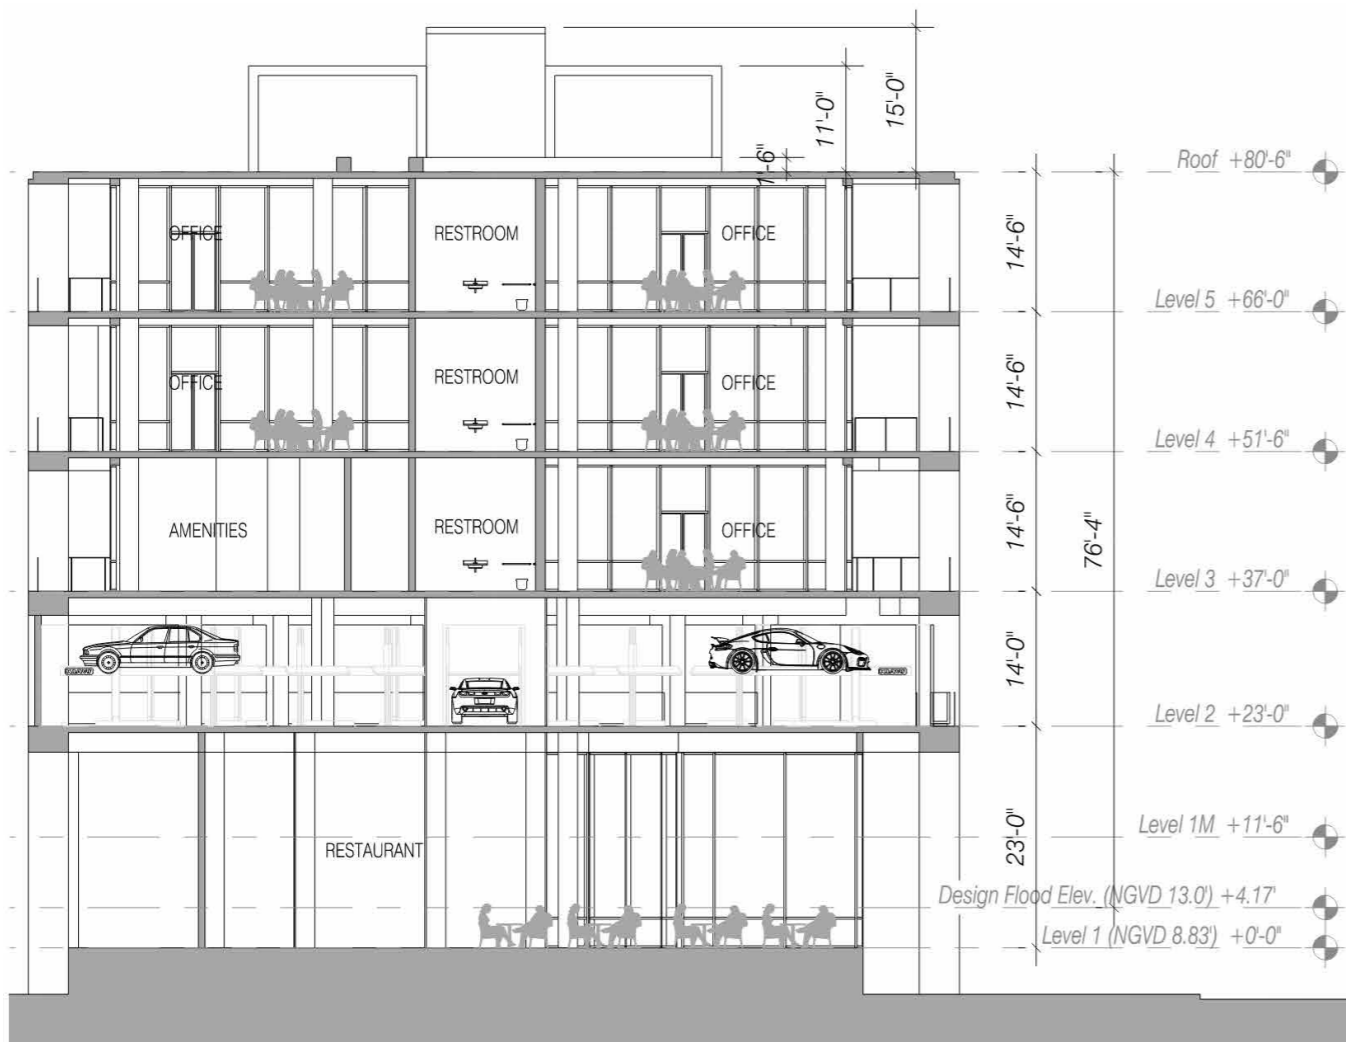 15'-0"
11'-0"
1'-6"
Roof +80'-6"
OFFICE
RESTROOM
OFFICE
14'-6"
Level 5 +66'-0"
OFFICE
RESTROOM
OFFICE
14'-6"
Level 4 +51'-6"
AMENITIES
RESTROOM
OFFICE
14'-6"
76'-4"
Level 3 +37'-0"
14'-0"
Level 2 +23'-0"
RESTAURANT
23'-0"
Level 1M +11'-6"
Design Flood Elev. (NGVD 13.0') +4.17'
Level 1 (NGVD 8.83') +0'-0"